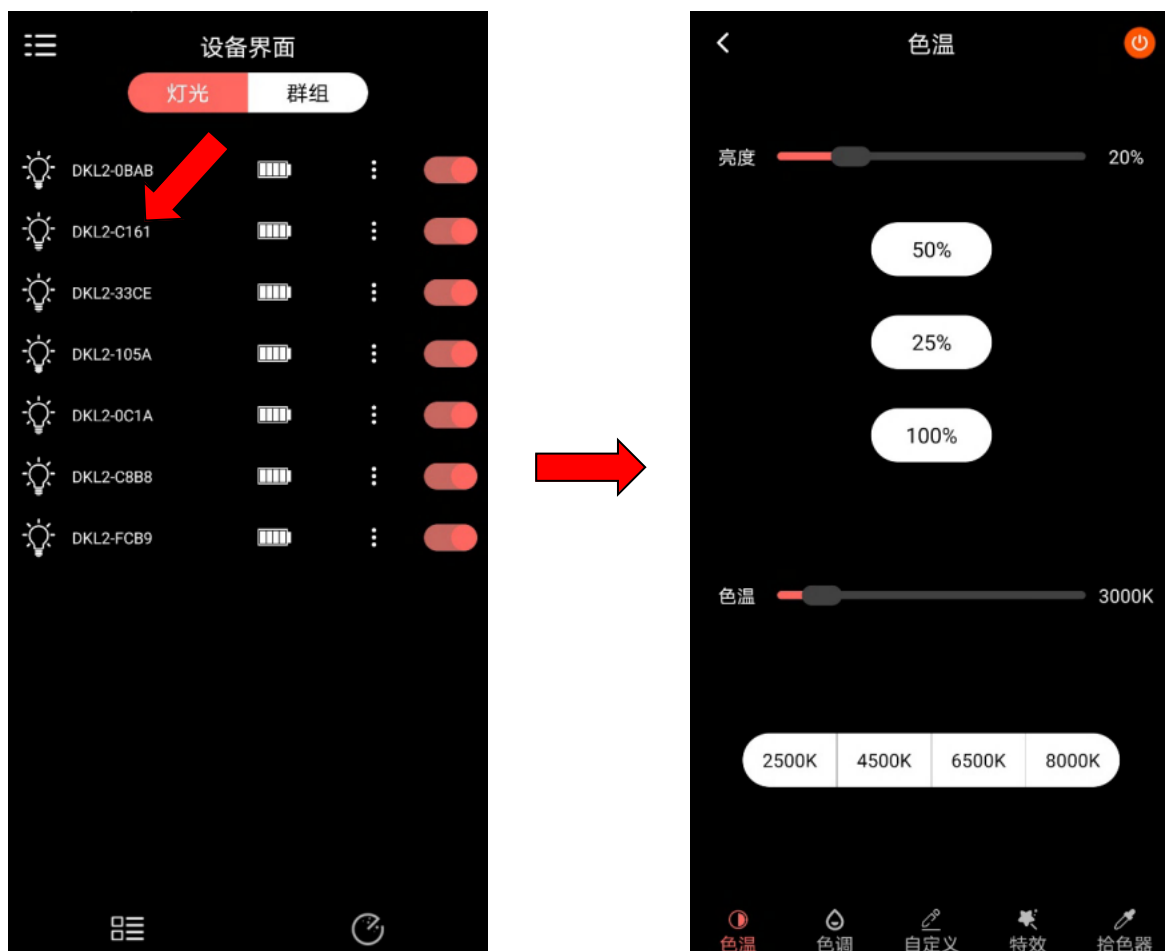 设备界面
灯光 群组
DKL2-0BAB
DKL2-C161
DKL2-33CE
DKL2-105A
DKL2-0C1A
DKL2-C8B8
DKL2-FCB9
色温
亮度 20%
50%
25%
100%
色温 3000K
2500K 4500K 6500K 8000K
色温 色调 自定义 特效 拾色器